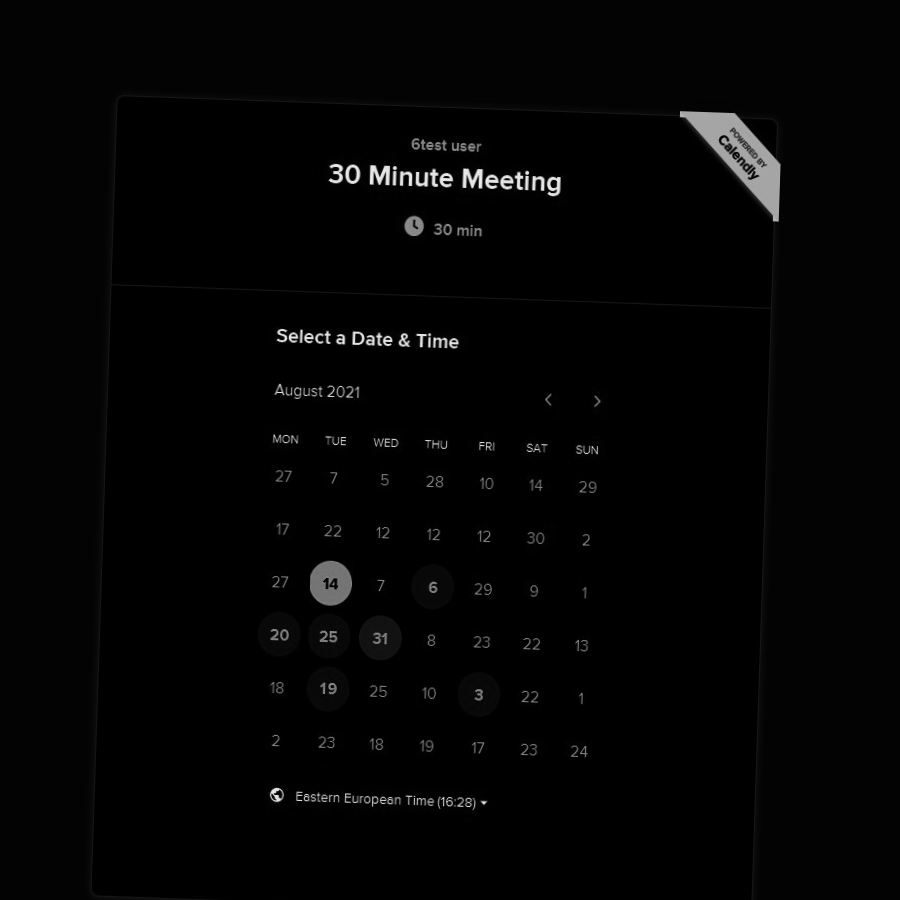 POWERED BY
Calendly
6test user
30 Minute Meeting
30 min
Select a Date & Time
August 2021
MON TUE WED THU FRI SAT SUN
27 7 5 28 10 14 29
17 22 12 12 12 30 2
27 14 7 6 29 9 1
20 25 31 8 23 22 13
18 19 25 10 3 22 1
2 23 18 19 17 23 24
Eastern European Time (16:28)